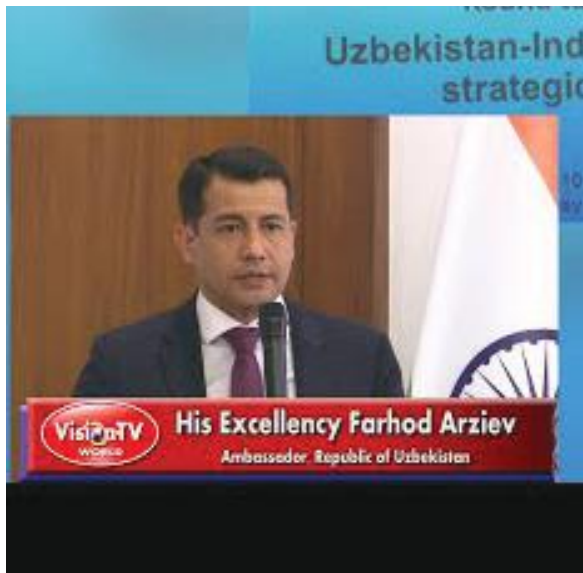 Uzbekistan-Ind
strategic
VisionTV
WORLD
His Excellency Farhod Arziev
Ambassador, Republic of Uzbekistan